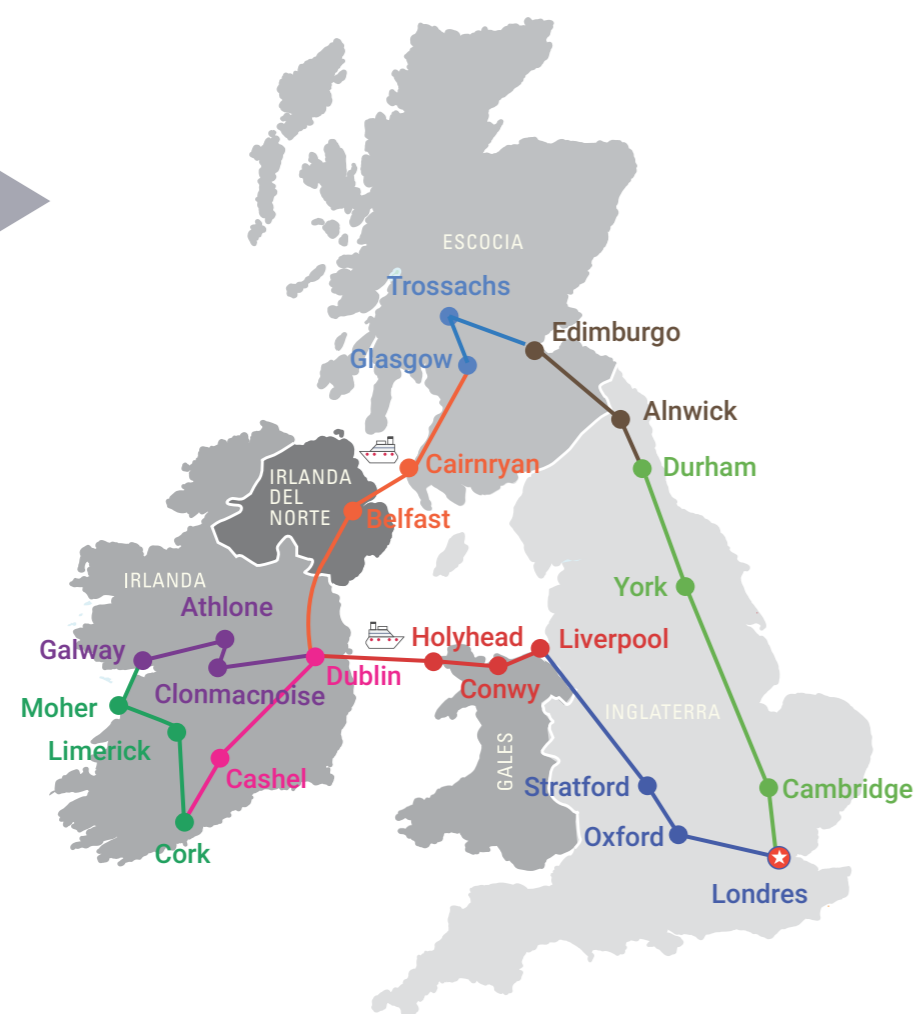 ESCOCIA
Trossachs
Edimburgo
Glasgow
Alnwick
Cairnryan
Durham
IRLANDA
DEL
NORTE
Belfast
IRLANDA
York
Athlone
Galway
Holyhead
Liverpool
Dublin
Conwy
Clonmacnoise
Moher
INGLATERRA
Limerick
GALES
Cashel
Stratford
Cambridge
Oxford
Cork
Londres